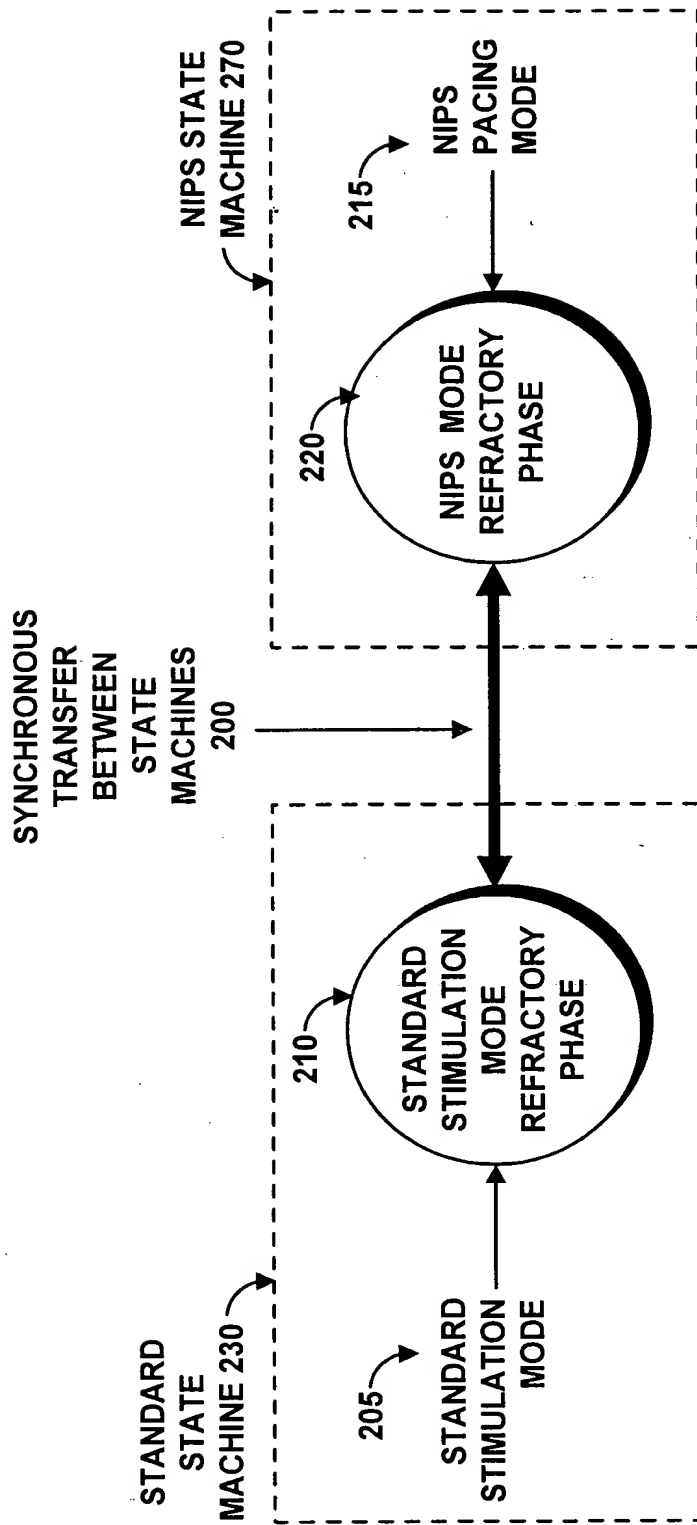 SYNCHRONOUS
TRANSFER
BETWEEN
STATE
MACHINES
200
STANDARD
STATE
MACHINE 230
205
STANDARD
STIMULATION
MODE
210
STANDARD
STIMULATION
MODE
REFRACTORY
PHASE
NIPS STATE
MACHINE 270
220
NIPS MODE
REFRACTORY
PHASE
215
NIPS
PACING
MODE